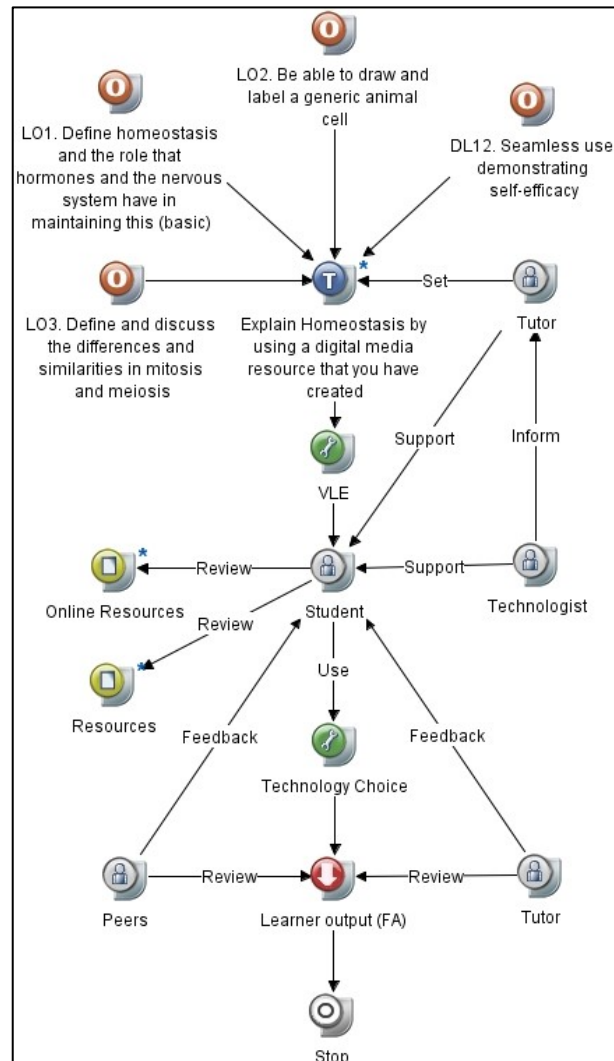 LO2. Be able to draw and
label a generic animal
cell
LO1. Define homeostasis
and the role that
hormones and the nervous
system have in
maintaining this (basic)
DL12. Seamless use
demonstrating
self-efficacy
T
*
Set
LO3. Define and discuss
the differences and
similarities in mitosis
and meiosis
Explain Homeostasis by
using a digital media
resource that you have
created
Tutor
Support
Inform
VLE
*
Review
Support
Online Resources
Student
Technologist
Review
*
Resources
Use
Feedback
Feedback
Technology Choice
Review
Review
Peers
Learner output (FA)
Tutor
Stop